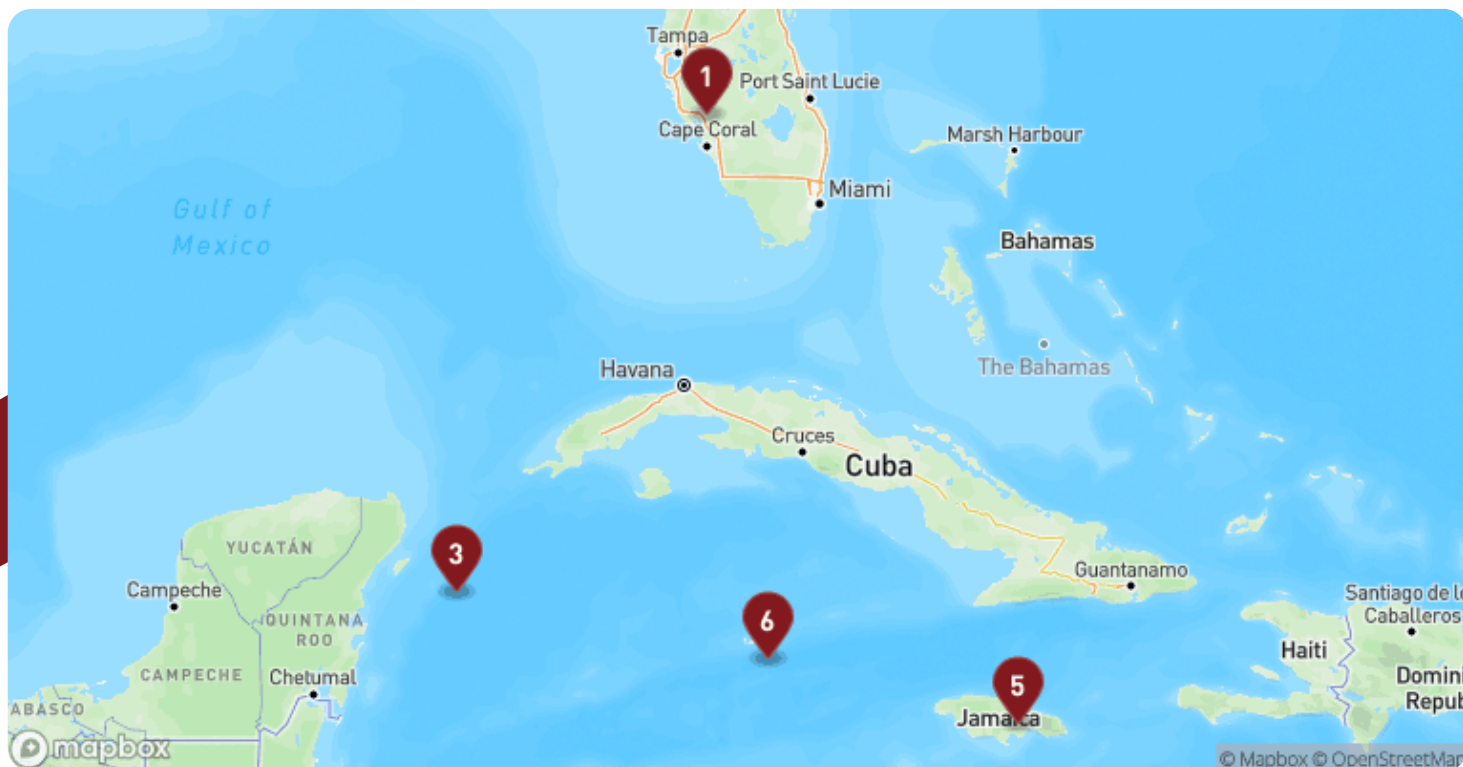 Tampa
1
Port Saint Lucie
Cape Coral
Marsh Harbour
Miami
Gulf of
Mexico
Bahamas
Havana
The Bahamas
Cruces
Cuba
YUCATÁN
3
Campeche
Guantanamo
Santiago de lo
Caballeros
QUINTANA
ROO
6
Haiti
CAMPECHE
Chetumal
5
Domini
Repub
ABASCO
Jamaica
mapbox
© Mapbox © OpenStreetMap